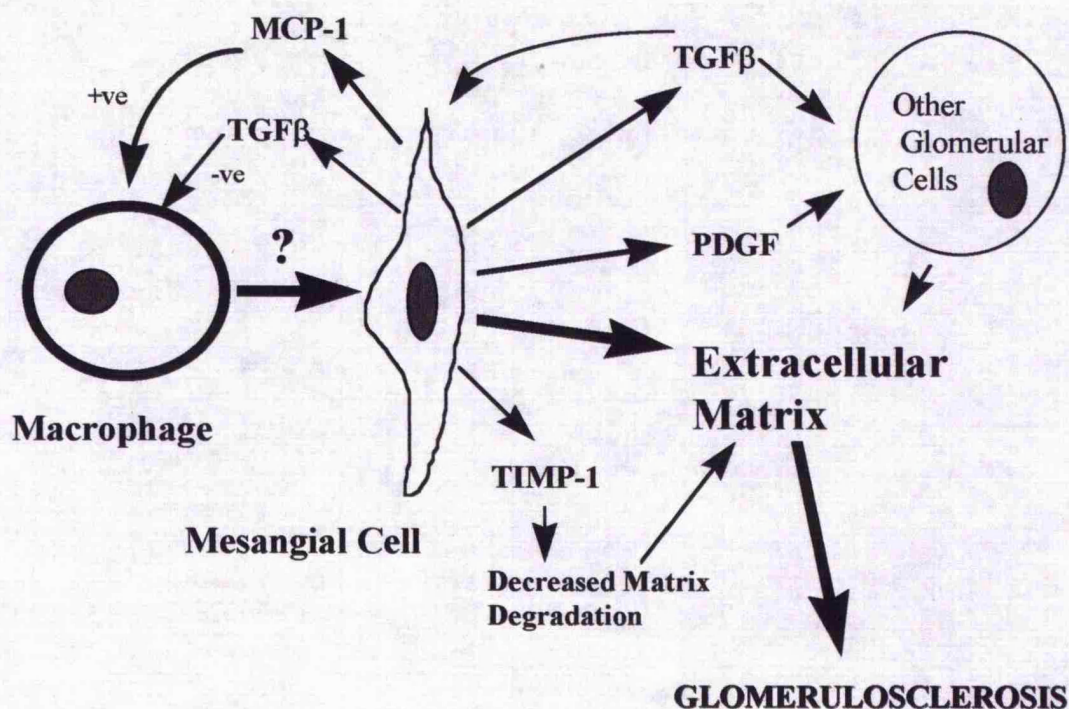 MCP-1
TGFβ
+ve
TGFβ
-ve
Other
Glomerular
Cells
?
PDGF
Extracellular
Matrix
Macrophage
TIMP-1
Mesangial Cell
Decreased Matrix
Degradation
GLOMERULOSCLEROSIS